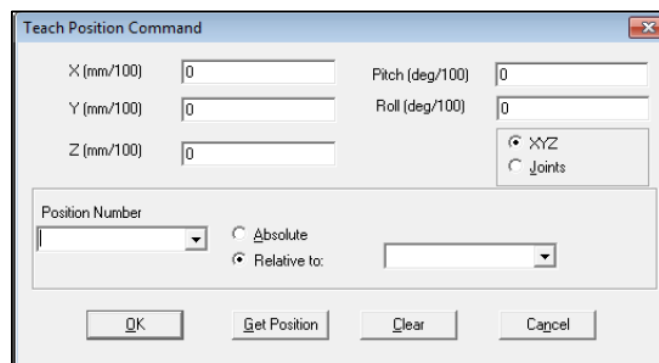 Teach Position Command
X (mm/100) 0
Pitch (deg/100) 0
Y (mm/100) 0
Roll (deg/100) 0
Z (mm/100) 0
XYZ
Joints
Position Number
Absolute
Relative to:
OK Get Position Clear Cancel